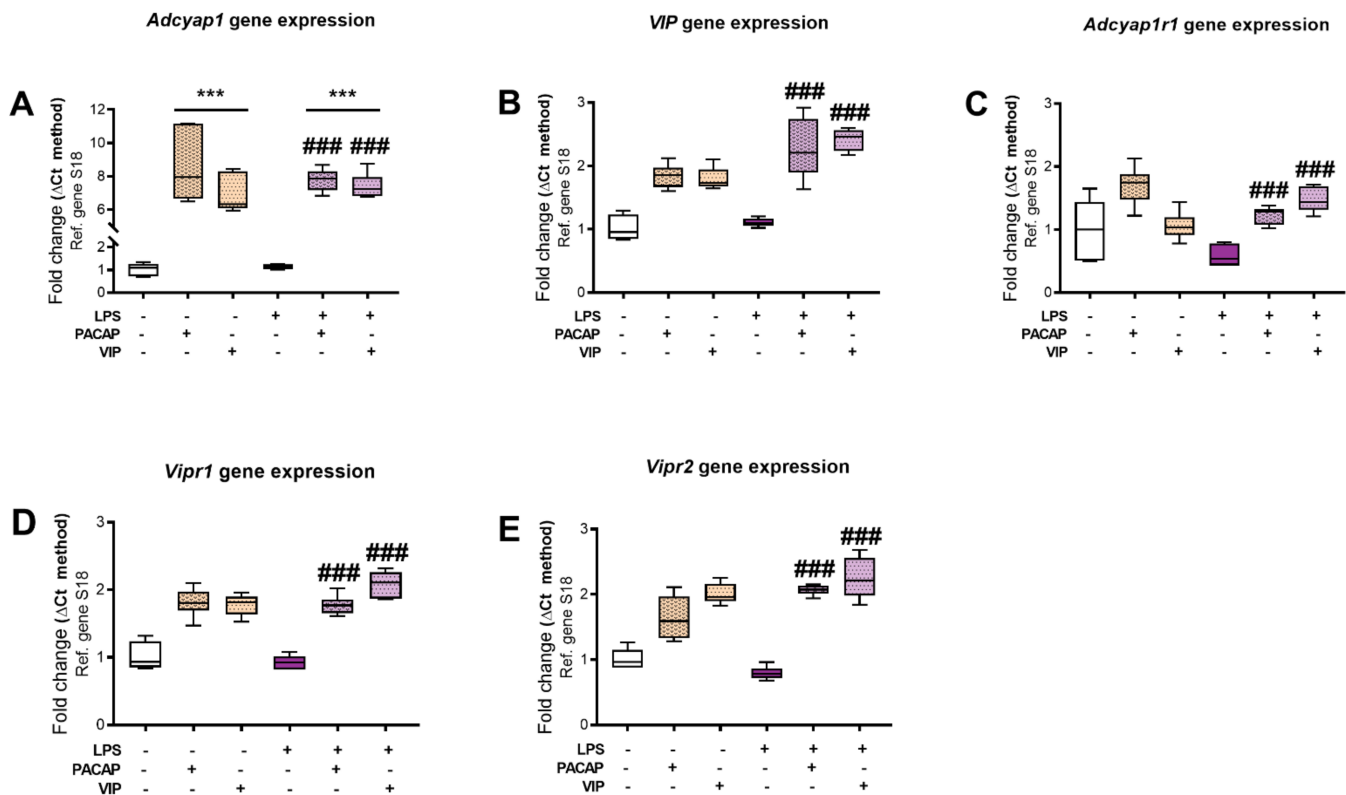 Adcyap1 gene expression
VIP gene expression
Adcyap1r1 gene expression
A
Fold change (ΔCt method)
Ref. gene S18
12
10
8
6
2
1
0
*** ***
### ###
LPS - - - + + +
PACAP - + - - + -
VIP - - + - - +
B
Fold change (ΔCt method)
Ref. gene S18
3
2
1
0
### ###
LPS - - - + + +
PACAP - + - - + -
VIP - - + - - +
C
Fold change (ΔCt method)
Ref. gene S18
3
2
1
0
### ###
LPS - - - + + +
PACAP - + - - + -
VIP - - + - - +
Vipr1 gene expression
Vipr2 gene expression
D
Fold change (ΔCt method)
Ref. gene S18
3
2
1
0
### ###
LPS - - - + + +
PACAP - + - - + -
VIP - - + - - +
E
Fold change (ΔCt method)
Ref. gene S18
3
2
1
0
### ###
LPS - - - + + +
PACAP - + - - + -
VIP - - + - - +